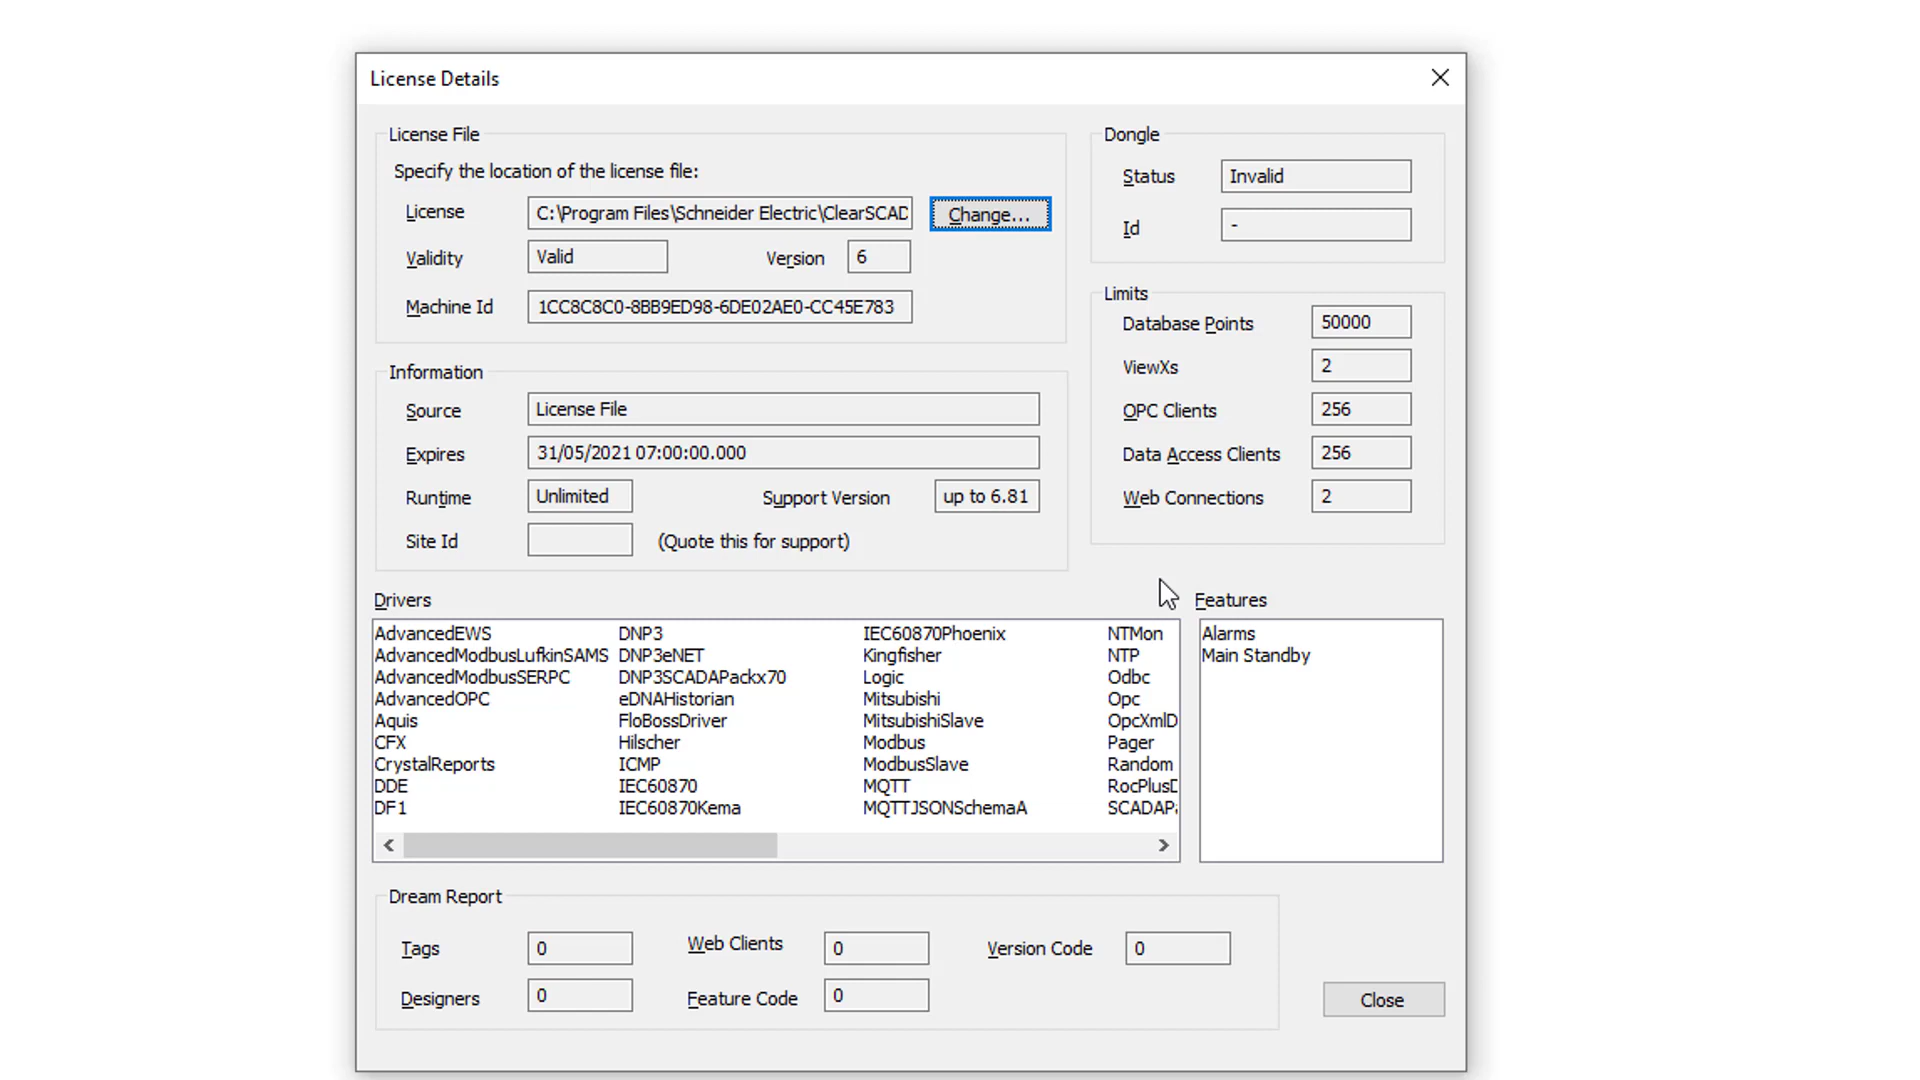 License Details
License File
Specify the location of the license file:
License C:\Program Files\Schneider Electric\ClearSCAD Change...
Validity Valid Version 6
Machine Id 1CC8C8C0-8BB9ED98-6DE02AE0-CC45E783
Dongle
Status Invalid
Id -
Limits
Database Points 50000
ViewXs 2
OPC Clients 256
Data Access Clients 256
Web Connections 2
Information
Source License File
Expires 31/05/2021 07:00:00.000
Runtime Unlimited Support Version up to 6.81
Site Id (Quote this for support)
Drivers
AdvancedEWS DNP3 IEC60870Phoenix NTMon
AdvancedModbusLufkinSAMS DNP3eNET Kingfisher NTP
AdvancedModbusSERPC DNP3SCADAPackx70 Logic Odbc
AdvancedOPC eDNAHistorian Mitsubishi Opc
Aquis FloBossDriver MitsubishiSlave OpcXmlD
CFX Hilscher Modbus Pager
CrystalReports ICMP ModbusSlave Random
DDE IEC60870 MQTT RocPlusD
DF1 IEC60870Kema MQTTJSONSchemaA SCADAPa
Features
Alarms
Main Standby
Dream Report
Tags 0 Web Clients 0 Version Code 0
Designers 0 Feature Code 0
Close